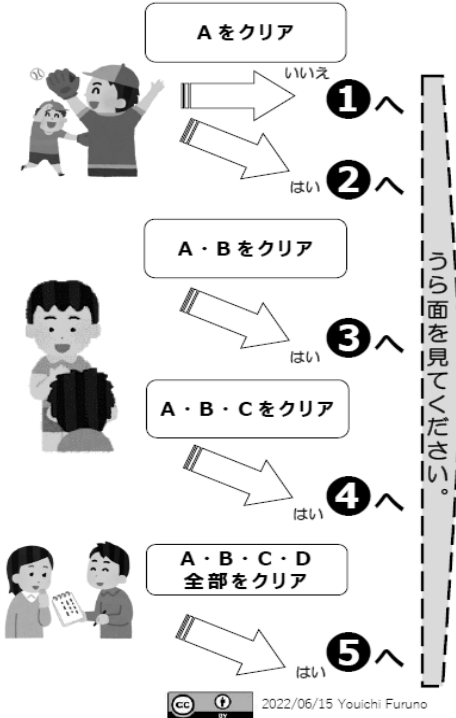 Aをクリア
いいえ
❶へ
はい
❷へ
A・Bをクリア
はい
❸へ
A・B・Cをクリア
はい
❹へ
A・B・C・D
全部をクリア
はい
❺へ
うら面を見てください。
cc
BY
2022/06/15 Youichi Furuno